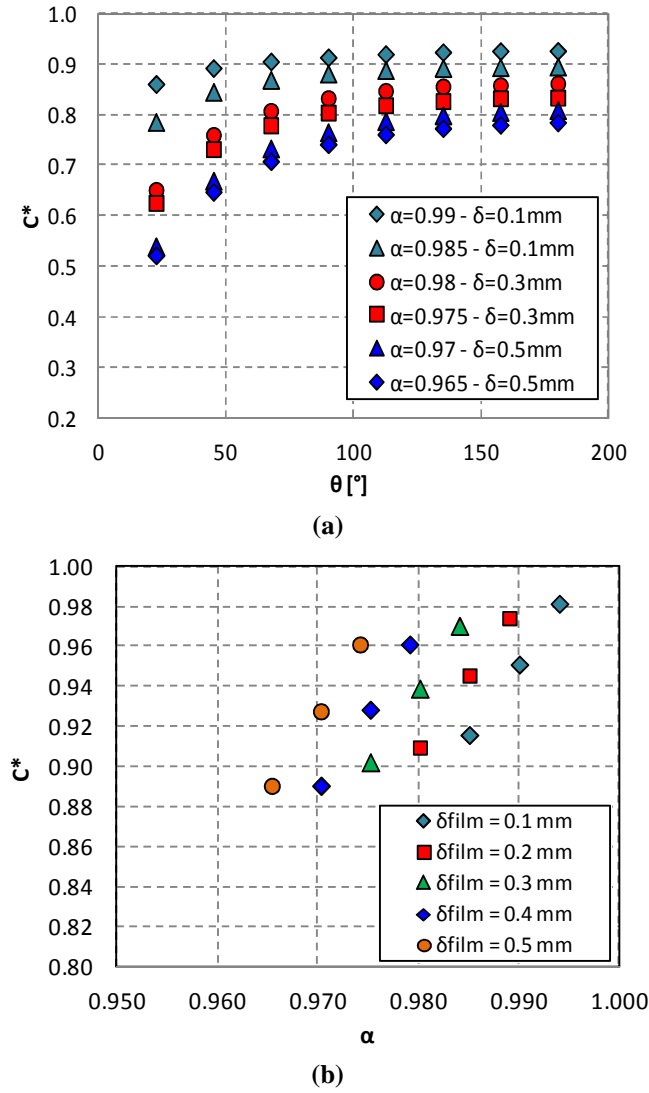 1.0
0.9
0.8
0.7
0.6
0.5
0.4
0.3
0.2
C*
0
50
100
150
200
θ [°]
α=0.99 - δ=0.1mm
α=0.985 - δ=0.1mm
α=0.98 - δ=0.3mm
α=0.975 - δ=0.3mm
α=0.97 - δ=0.5mm
α=0.965 - δ=0.5mm
(a)
1.00
0.98
0.96
0.94
0.92
0.90
0.88
0.86
0.84
0.82
0.80
C*
0.950
0.960
0.970
0.980
0.990
1.000
α
δfilm = 0.1 mm
δfilm = 0.2 mm
δfilm = 0.3 mm
δfilm = 0.4 mm
δfilm = 0.5 mm
(b)